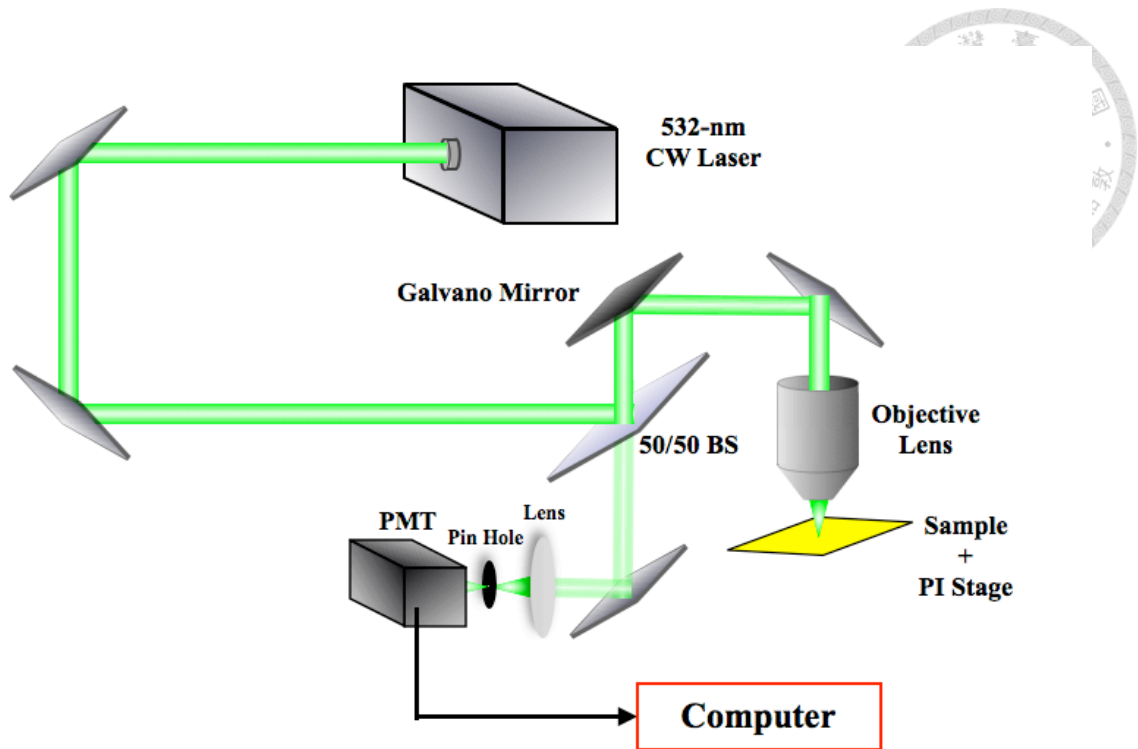 532-nm
CW Laser
Galvano Mirror
50/50 BS
Objective
Lens
PMT
Pin Hole
Lens
Sample
+
PI Stage
Computer